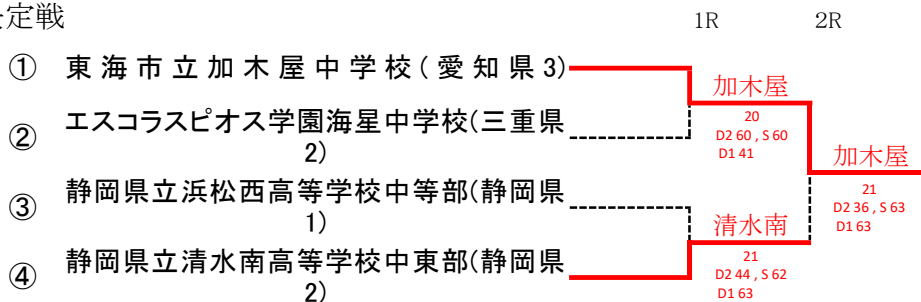 定戦
1R 2R
① 東海市立加木屋中学校(愛知県3)
加木屋
20
D2 60 , S 60
D1 41
② エスコラスピオス学園海星中学校(三重県
2)
加木屋
21
D2 36 , S 63
D1 63
③ 静岡県立浜松西高等学校中等部(静岡県
1)
清水南
21
D2 44 , S 62
D1 63
④ 静岡県立清水南高等学校中東部(静岡県
2)